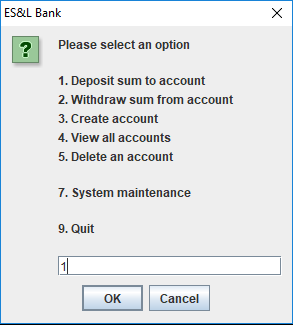 ES&L Bank
Please select an option
1. Deposit sum to account
2. Withdraw sum from account
3. Create account
4. View all accounts
5. Delete an account
7. System maintenance
9. Quit
1
OK Cancel